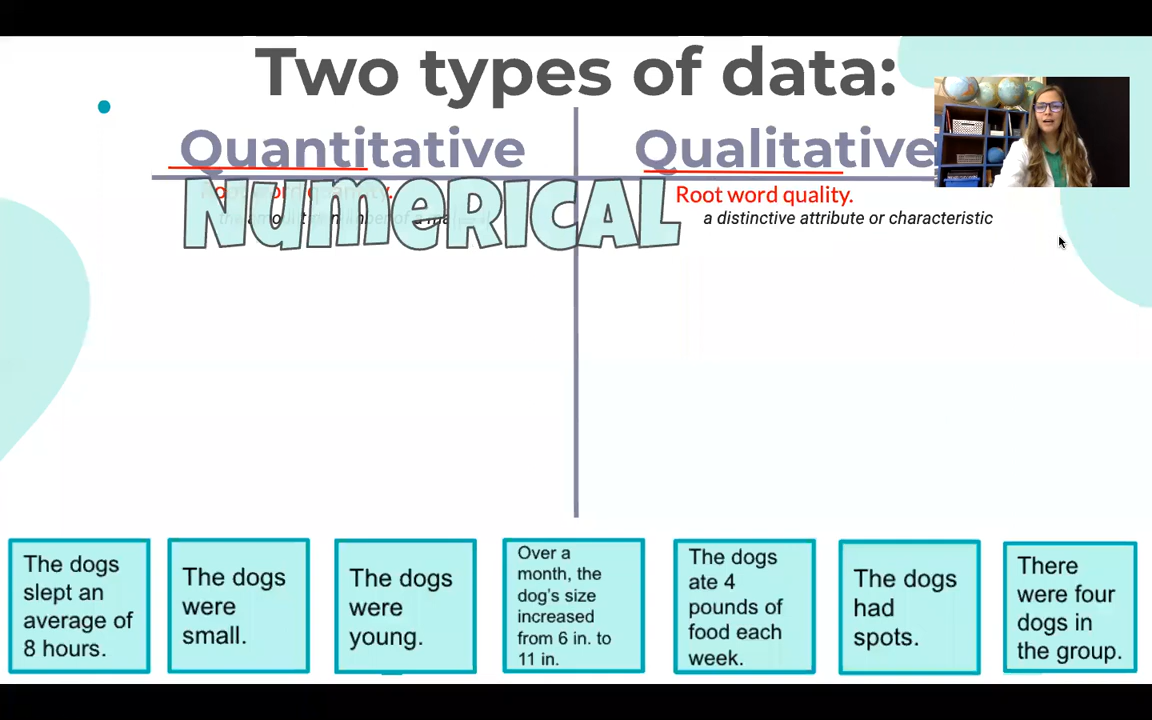 Two types of data:
Quantitative
Qualitative
Root word quantity.
NUMERICAL
Root word quality.
a distinctive attribute or characteristic
The dogs
slept an
average of
8 hours.
The dogs
were
small.
The dogs
were
young.
Over a
month, the
dog's size
increased
from 6 in. to
11 in.
The dogs
ate 4
pounds of
food each
week.
The dogs
had
spots.
There
were four
dogs in
the group.